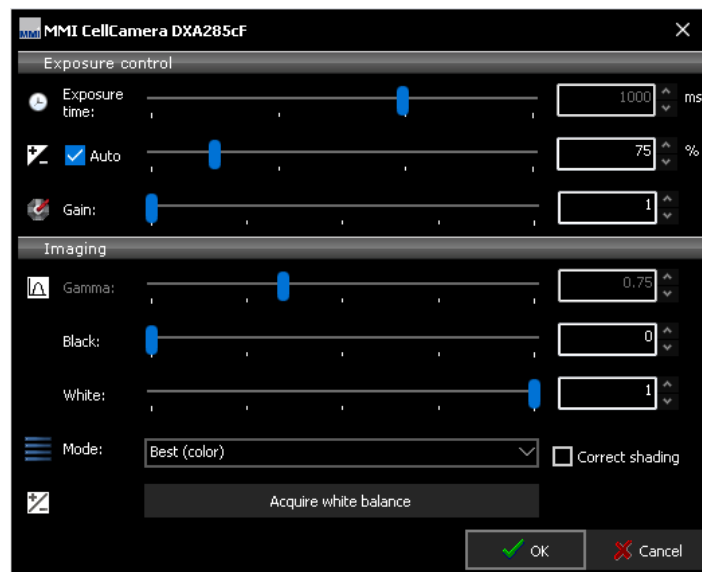 MMI MMI CellCamera DXA285cF
Exposure control
Exposure time: 1000 ms
Auto 75 %
Gain: 1
Imaging
Gamma: 0.75
Black: 0
White: 1
Mode: Best (color) Correct shading
Acquire white balance
OK Cancel